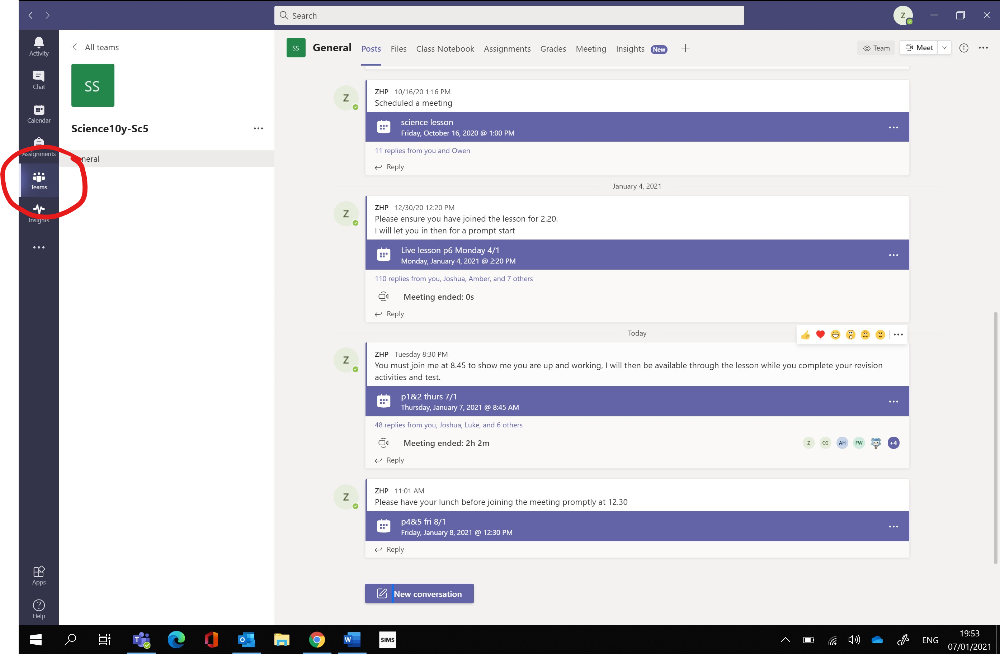 Search
Z
Activity
Chat
Calendar
Assignments
Teams
Insights
Apps
Help
All teams
SS
Science10y-Sc5
neral
SS
General
Posts
Files
Class Notebook
Assignments
Grades
Meeting
Insights
New
Team
Meet
Z
ZHP 10/16/20 1:16 PM
Scheduled a meeting
science lesson
Friday, October 16, 2020 @ 1:00 PM
11 replies from you and Owen
Reply
January 4, 2021
Z
ZHP 12/30/20 12:20 PM
Please ensure you have joined the lesson for 2.20.
I will let you in then for a prompt start
Live lesson p6 Monday 4/1
Monday, January 4, 2021 @ 2:20 PM
110 replies from you, Joshua, Amber, and 7 others
Meeting ended: 0s
Reply
Today
Z
ZHP Tuesday 8:30 PM
You must join me at 8.45 to show me you are up and working, I will then be available through the lesson while you complete your revision
activities and test.
p1&2 thurs 7/1
Thursday, January 7, 2021 @ 8:45 AM
48 replies from you, Joshua, Luke, and 6 others
Meeting ended: 2h 2m
Z CG AH FW +4
Reply
Z
ZHP 11:01 AM
Please have your lunch before joining the meeting promptly at 12.30
p4&5 fri 8/1
Friday, January 8, 2021 @ 12:30 PM
Reply
New conversation
T
O
W
SIMS
ENG
19:53
07/01/2021